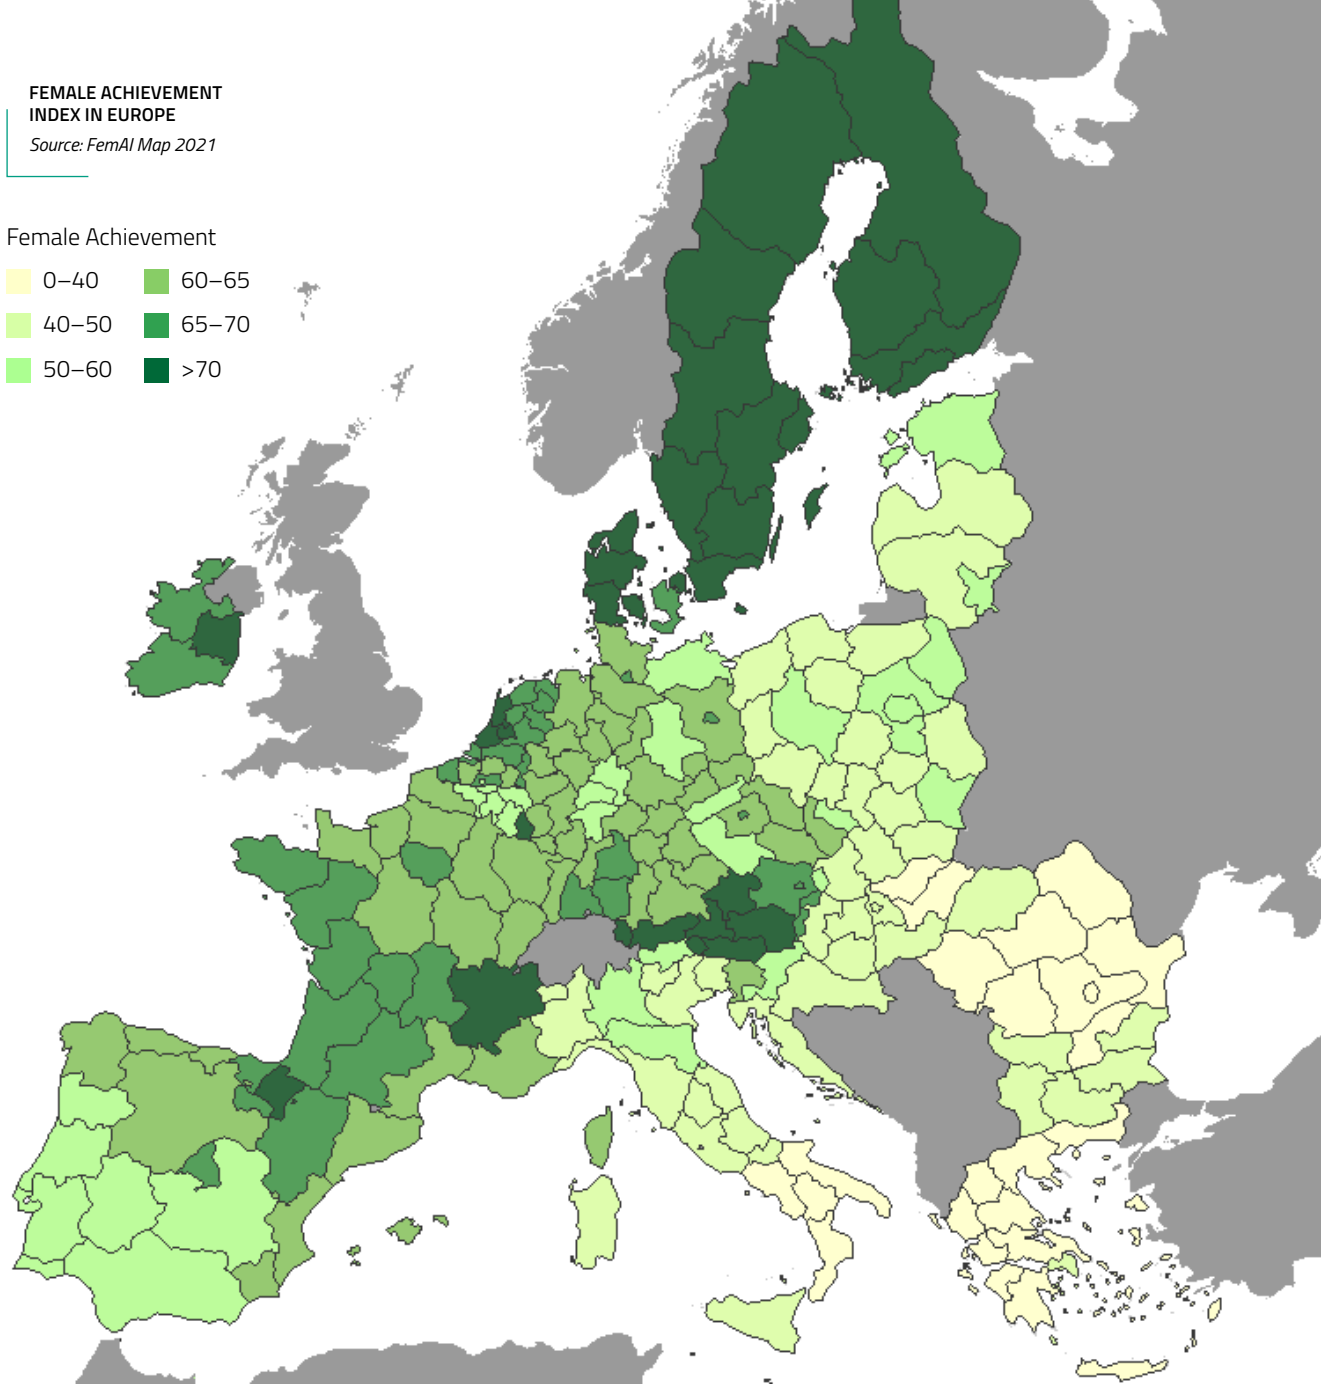 FEMALE ACHIEVEMENT
INDEX IN EUROPE
Source: FemAI Map 2021
Female Achievement
0–40
60–65
40–50
65–70
50–60
>70